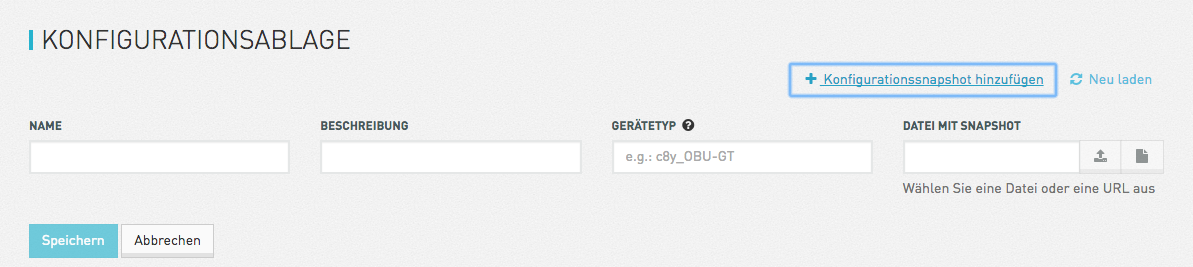 KONFIGURATIONSABLAGE
Konfigurationssnapshot hinzufügen Neu laden
NAME BESCHREIBUNG GERÄTETYP DATEI MIT SNAPSHOT
e.g.: c8y_OBU-GT
Wählen Sie eine Datei oder eine URL aus
Speichern Abbrechen